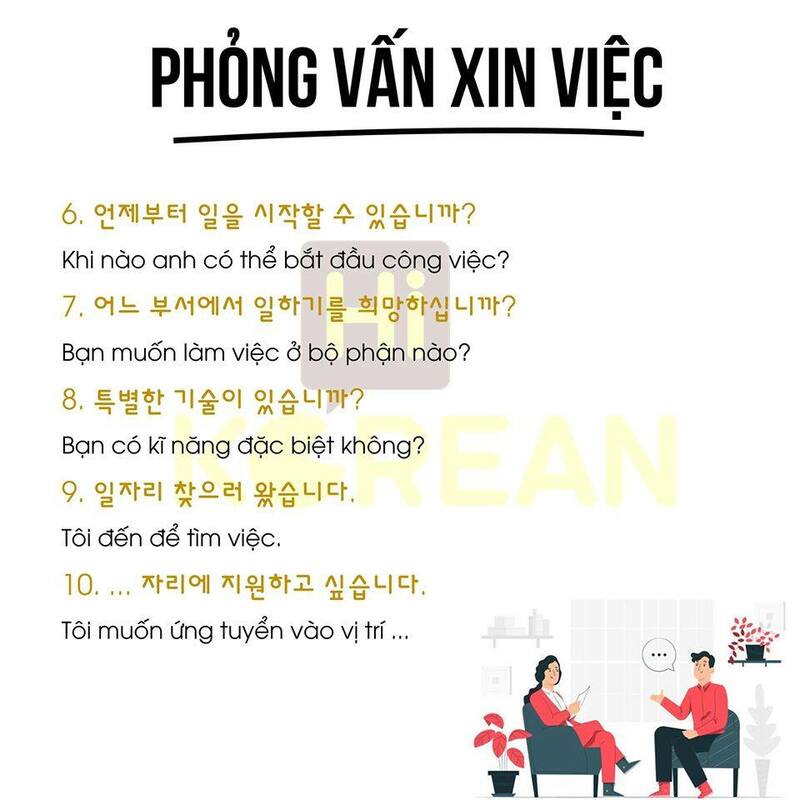 PHỎNG VẤN XIN VIỆC
6. 언제부터 일을 시작할 수 있습니까?
Khi nào anh có thể bắt đầu công việc?
7. 어느 부서에서 일하기를 희망하십니까?
Bạn muốn làm việc ở bộ phận nào?
8. 특별한 기술이 있습니까?
Bạn có kĩ năng đặc biệt không?
9. 일자리 찾으러 왔습니다.
Tôi đến để tìm việc.
10. ... 자리에 지원하고 싶습니다.
Tôi muốn ứng tuyển vào vị trí ...
Hi
KOREAN